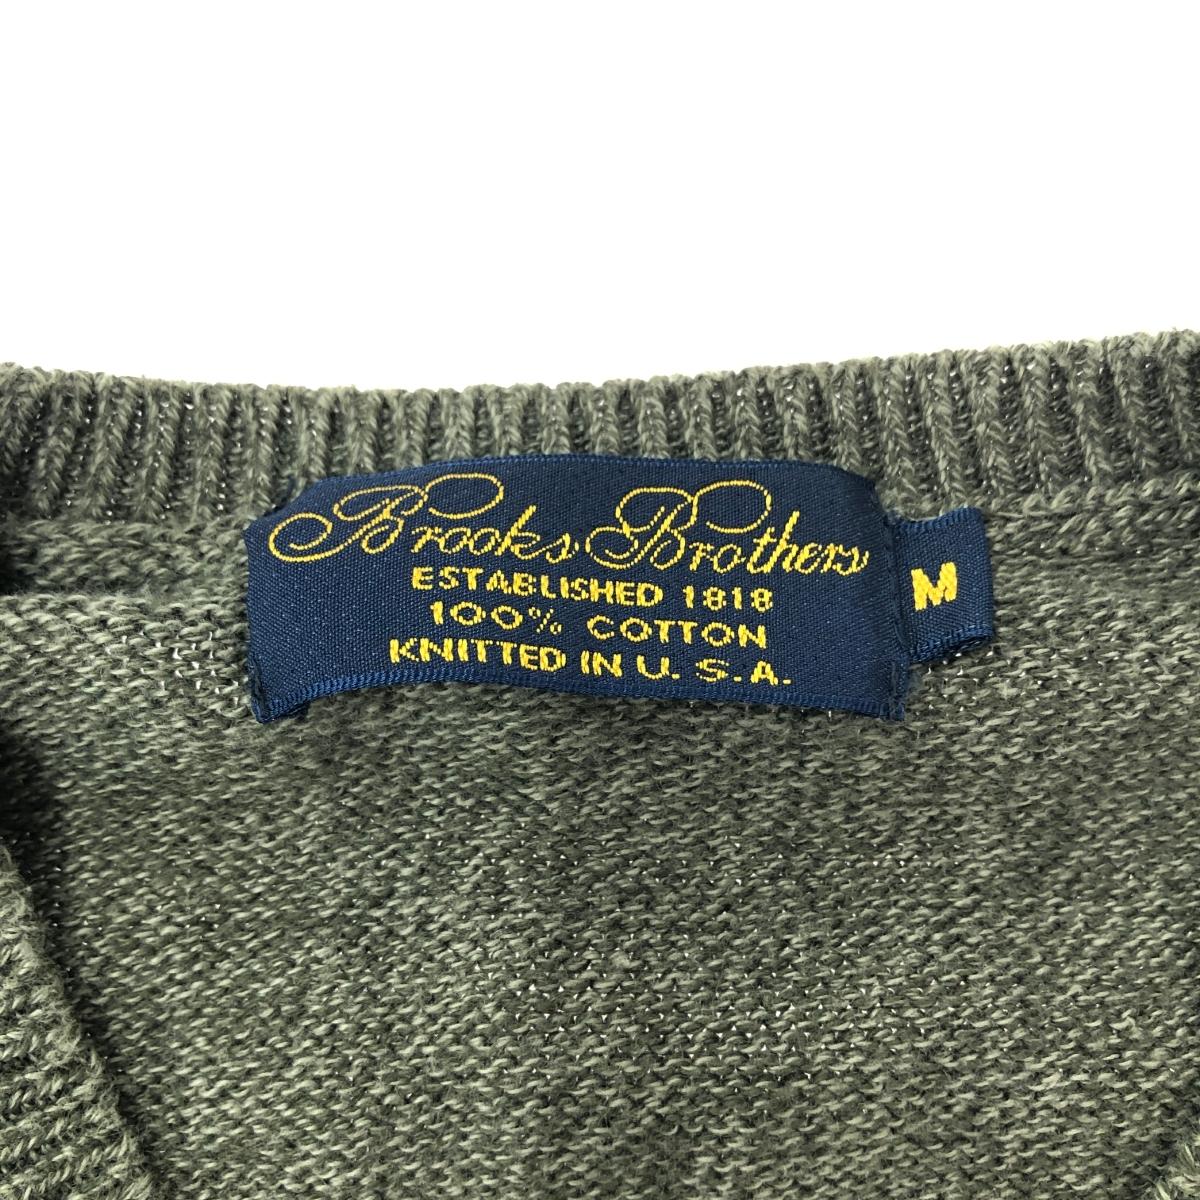 Brooks Brothers
ESTABLISHED 1818
100% COTTON
KNITTED IN U.S.A.
M